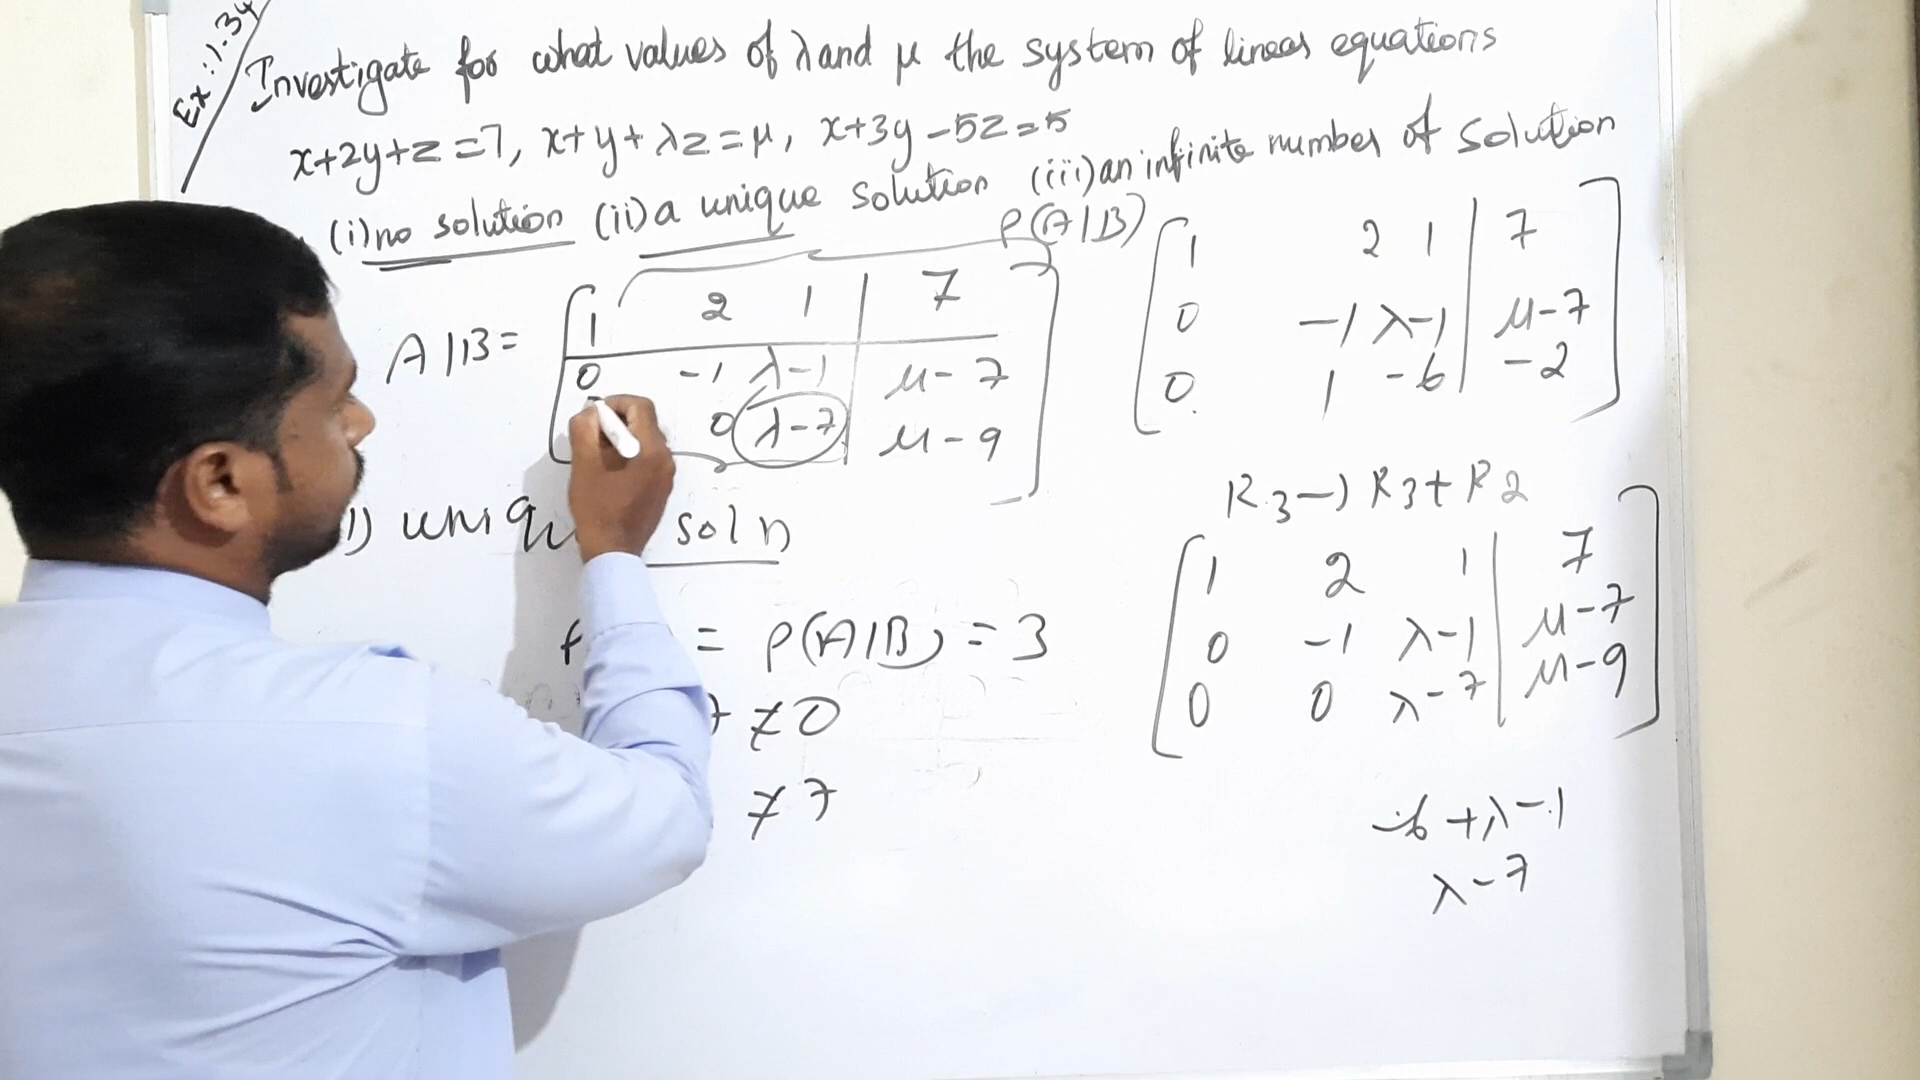 Ex:1.34
Investigate for what values of λ and μ the system of linear equations
x+2y+z=7, x+y+λz=μ, x+3y-5z=5
(i) no solution (ii) a unique solution (iii) an infinite number of solution
A|B= [ 1 2 1 | 7
0 -1 λ-1 | μ-7
0 λ-7 | μ-9 ]
1) uniq soln
= ρ(A|B) = 3
≠0
≠7
ρ(A|B) [ 1 2 1 | 7
0 -1 λ-1 | μ-7
0 1 -6 | -2 ]
R3→R3+R2
[ 1 2 1 | 7
0 -1 λ-1 | μ-7
0 0 λ-7 | μ-9 ]
-6+λ-1
λ-7